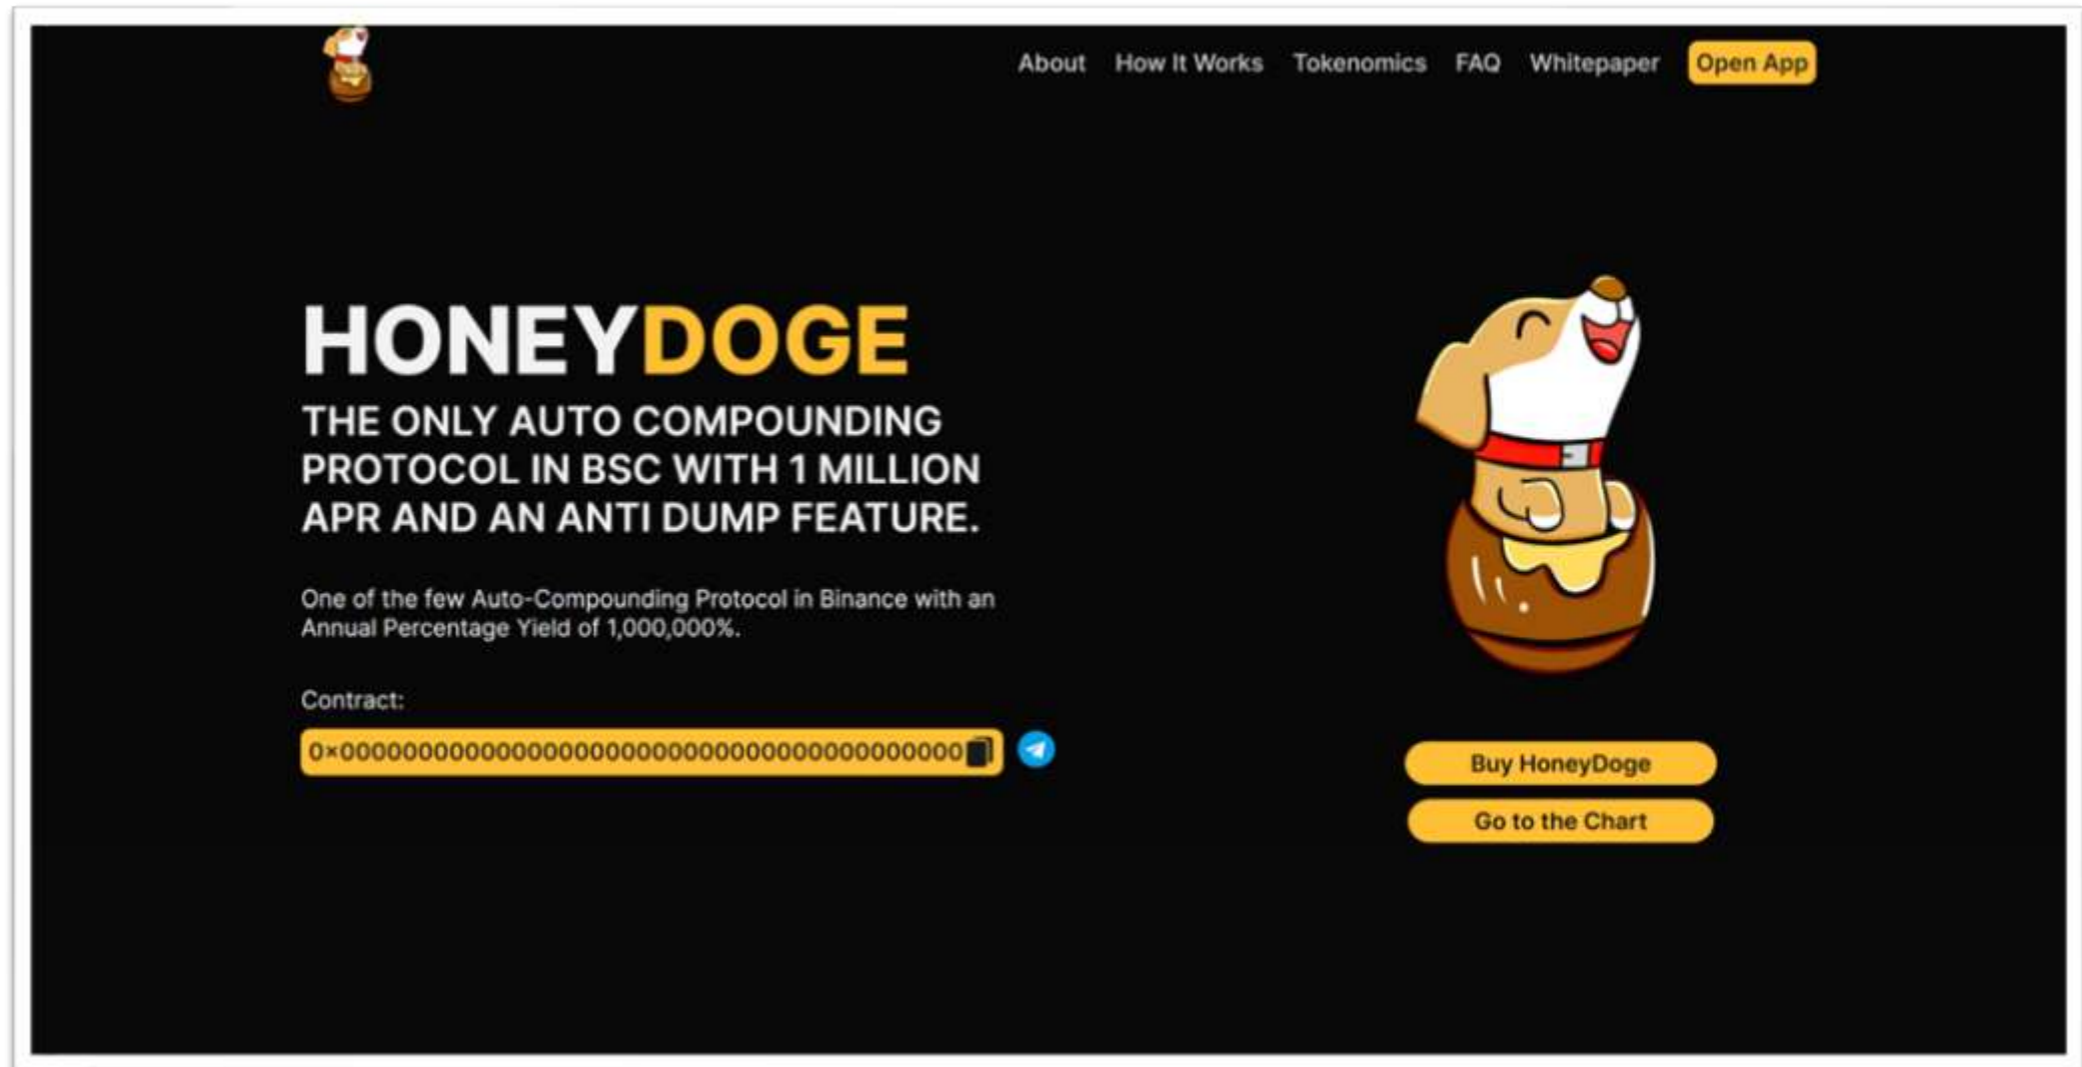 About How It Works Tokenomics FAQ Whitepaper Open App
HONEYDOGE
THE ONLY AUTO COMPOUNDING
PROTOCOL IN BSC WITH 1 MILLION
APR AND AN ANTI DUMP FEATURE.
One of the few Auto-Compounding Protocol in Binance with an
Annual Percentage Yield of 1,000,000%.
Contract:
0×0000000000000000000000000000000000000000
Buy HoneyDoge
Go to the Chart